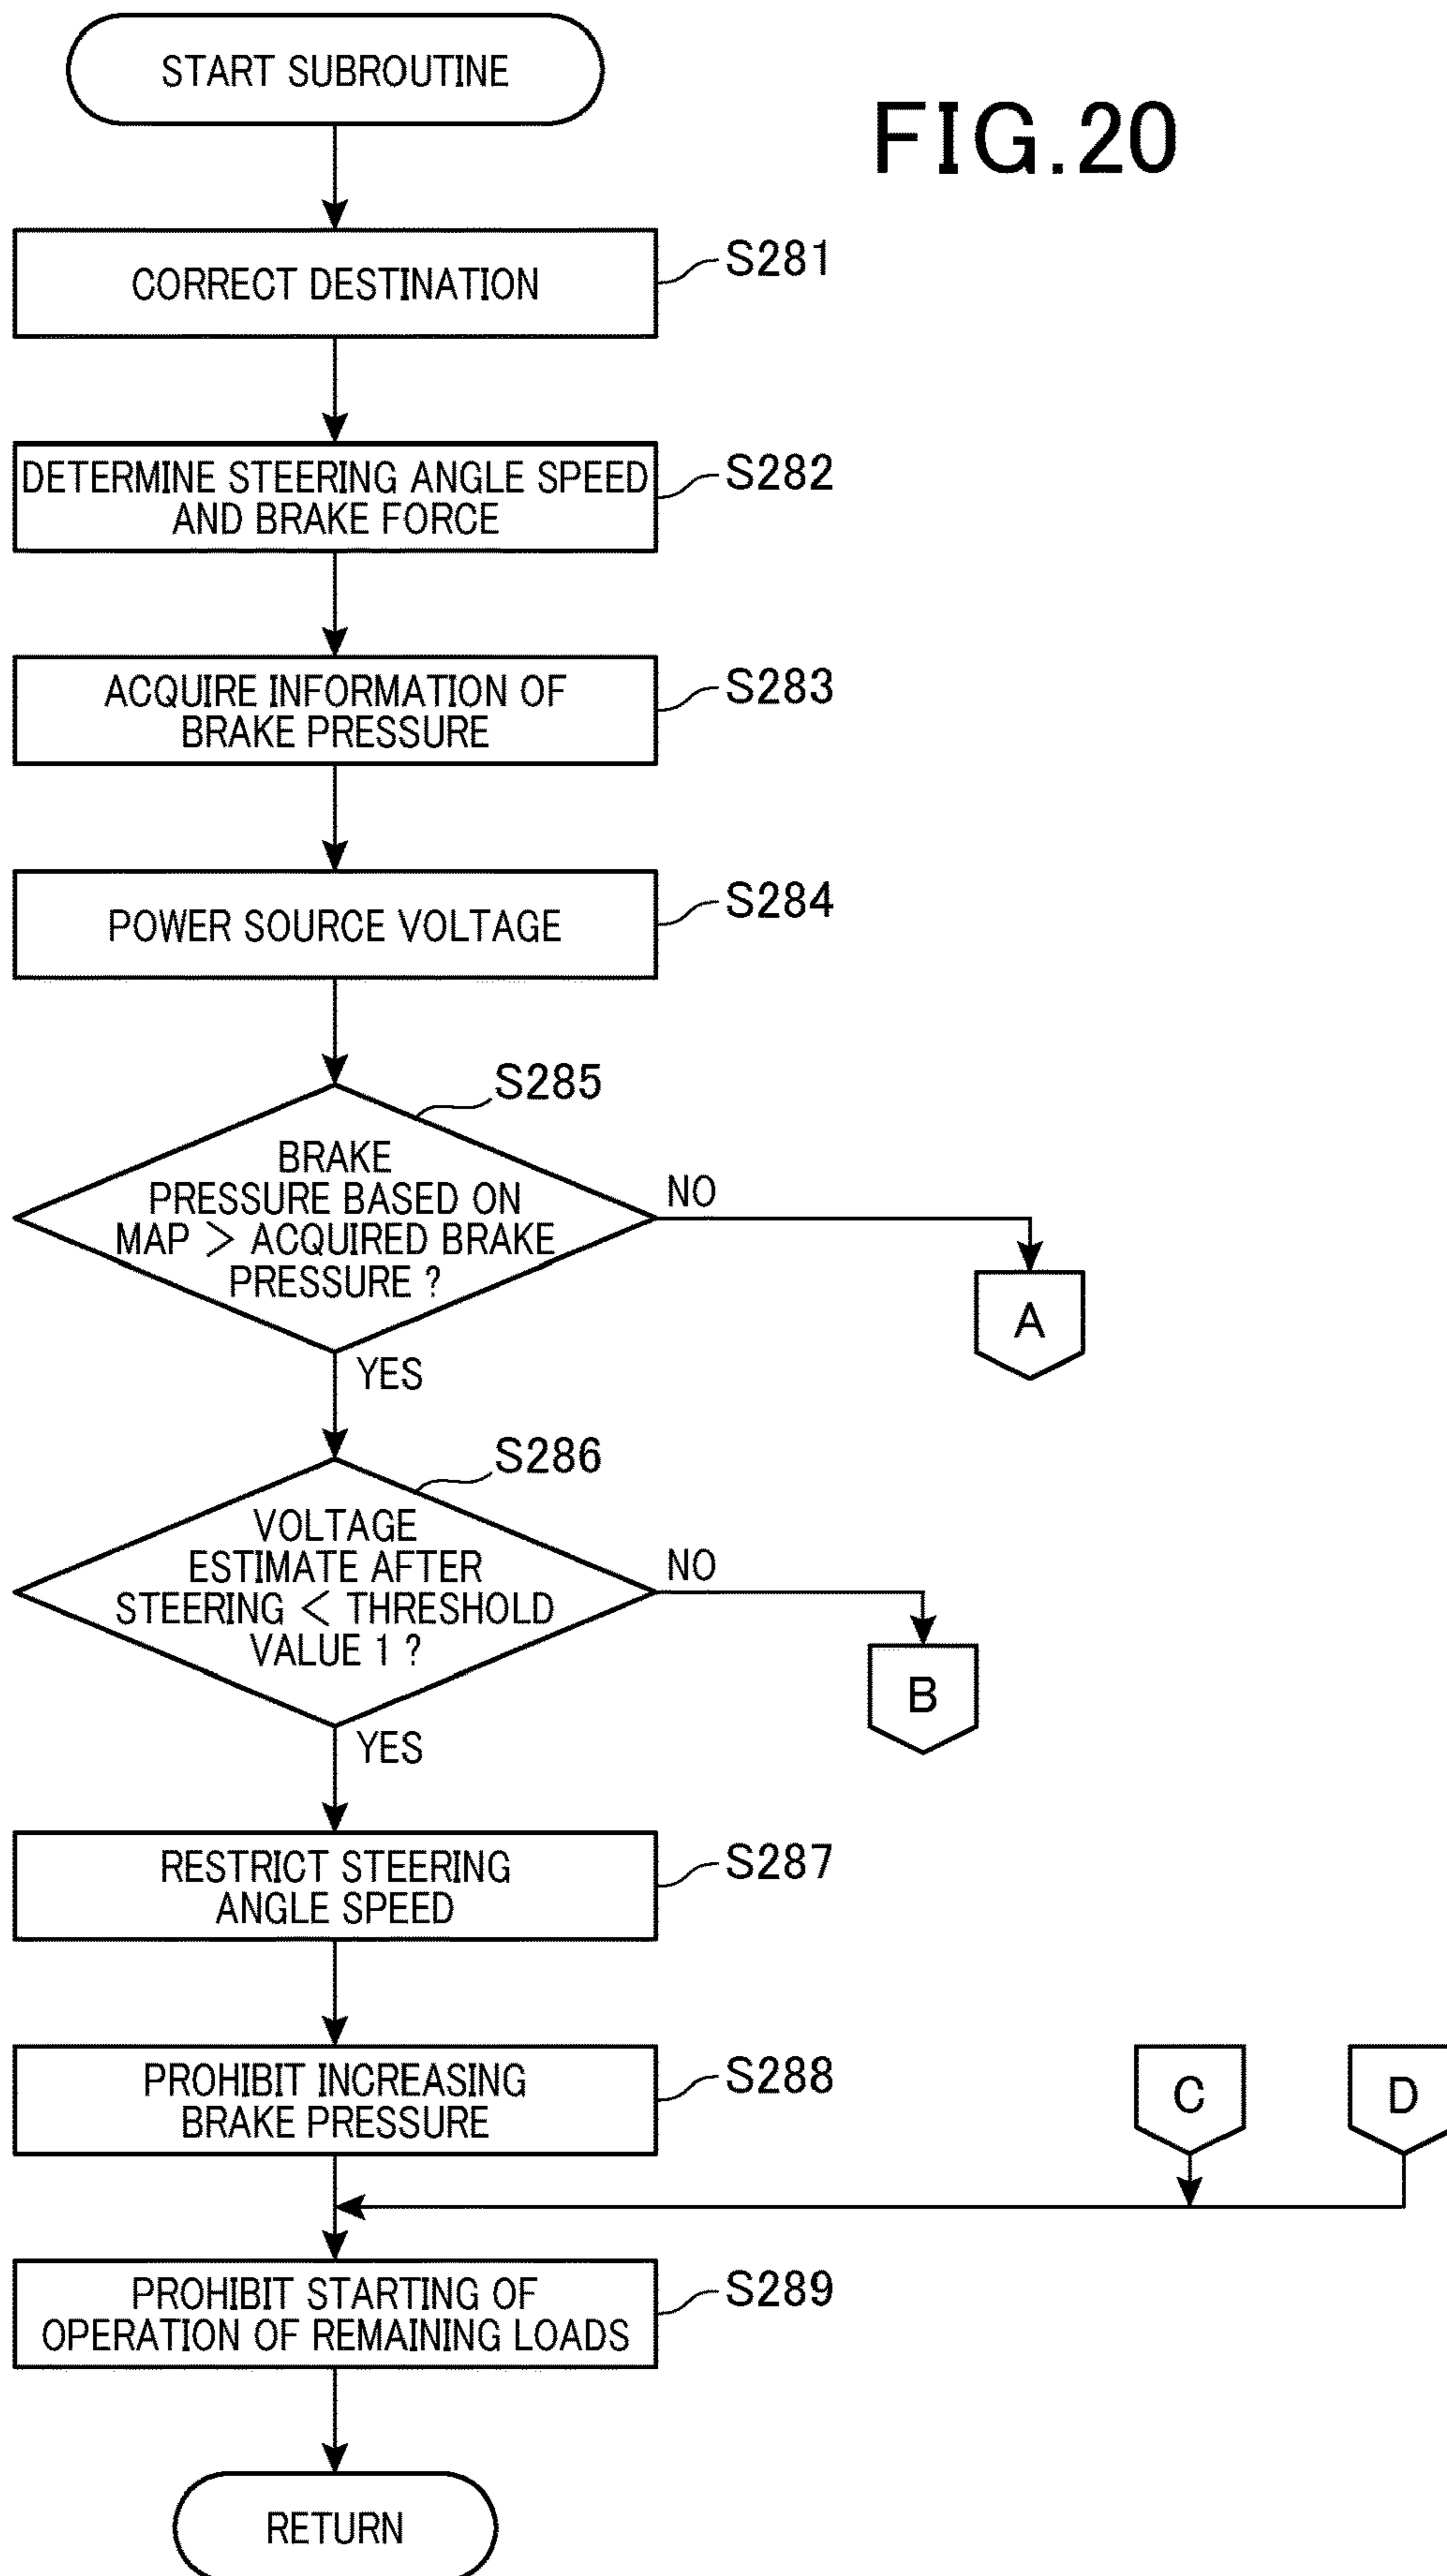 START SUBROUTINE
FIG.20
CORRECT DESTINATION
S281
DETERMINE STEERING ANGLE SPEED
AND BRAKE FORCE
S282
ACQUIRE INFORMATION OF
BRAKE PRESSURE
S283
POWER SOURCE VOLTAGE
S284
S285
BRAKE
PRESSURE BASED ON
MAP > ACQUIRED BRAKE
PRESSURE ?
NO
A
YES
S286
VOLTAGE
ESTIMATE AFTER
STEERING < THRESHOLD
VALUE 1 ?
NO
B
YES
RESTRICT STEERING
ANGLE SPEED
S287
PROHIBIT INCREASING
BRAKE PRESSURE
S288
C
D
PROHIBIT STARTING OF
OPERATION OF REMAINING LOADS
S289
RETURN